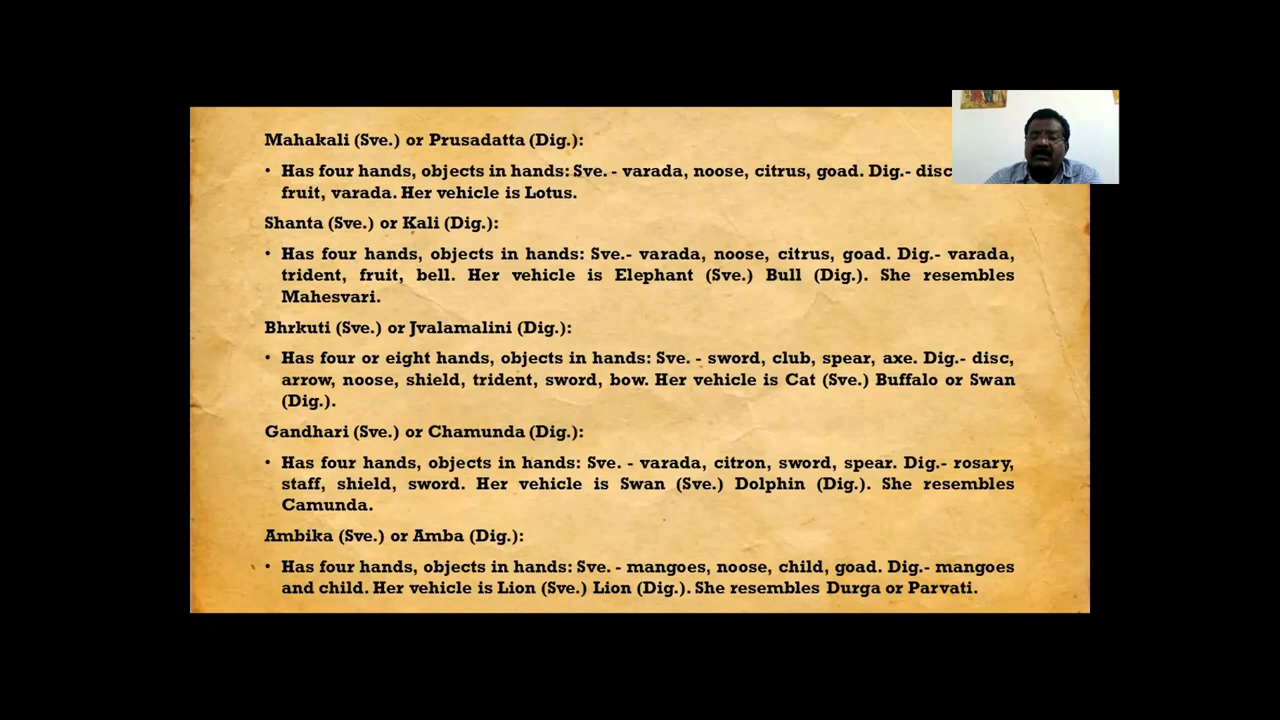 Mahakali (Sve.) or Prusadatta (Dig.):
• Has four hands, objects in hands: Sve. - varada, noose, citrus, goad. Dig.- disc
fruit, varada. Her vehicle is Lotus.
Shanta (Sve.) or Kali (Dig.):
• Has four hands, objects in hands: Sve.- varada, noose, citrus, goad. Dig.- varada,
trident, fruit, bell. Her vehicle is Elephant (Sve.) Bull (Dig.). She resembles
Mahesvari.
Bhrkuti (Sve.) or Jvalamalini (Dig.):
• Has four or eight hands, objects in hands: Sve. - sword, club, spear, axe. Dig.- disc,
arrow, noose, shield, trident, sword, bow. Her vehicle is Cat (Sve.) Buffalo or Swan
(Dig.).
Gandhari (Sve.) or Chamunda (Dig.):
• Has four hands, objects in hands: Sve. - varada, citron, sword, spear. Dig.- rosary,
staff, shield, sword. Her vehicle is Swan (Sve.) Dolphin (Dig.). She resembles
Camunda.
Ambika (Sve.) or Amba (Dig.):
• Has four hands, objects in hands: Sve. - mangoes, noose, child, goad. Dig.- mangoes
and child. Her vehicle is Lion (Sve.) Lion (Dig.). She resembles Durga or Parvati.